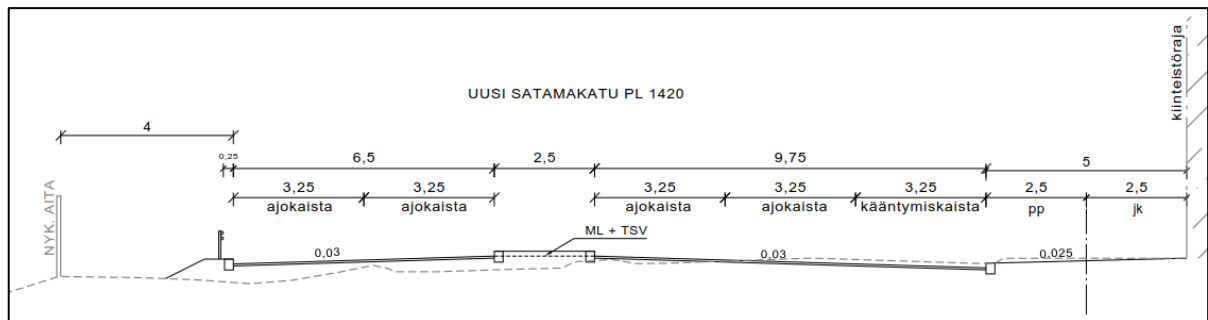 UUSI SATAMAKATU PL 1420
kiinteistöraja
4
0,25
6,5
2,5
9,75
5
3,25
3,25
3,25
3,25
3,25
2,5
2,5
ajokaista
ajokaista
ajokaista
ajokaista
kääntymiskaista
pp
jk
NYK. AITA
ML + TSV
0,03
0,03
0,025